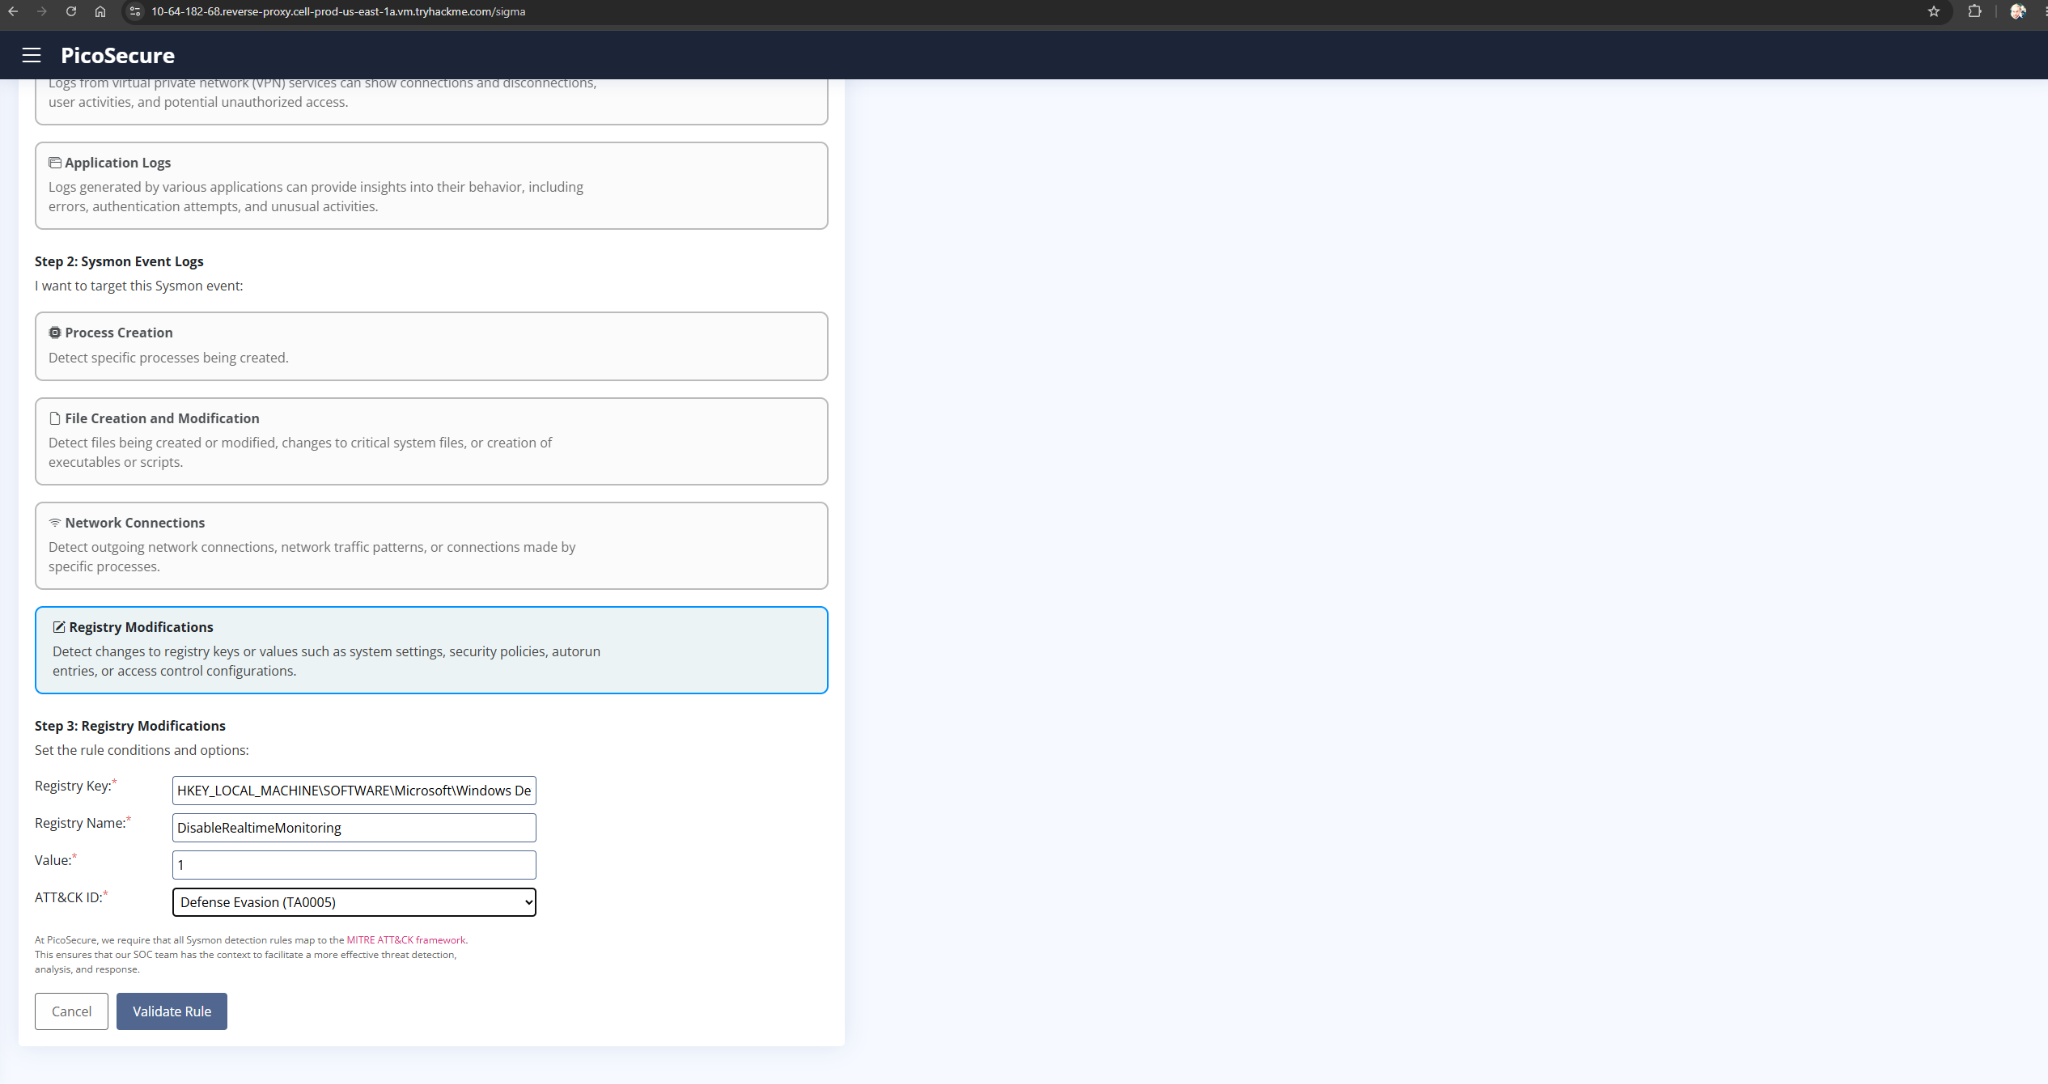 10-64-182-68.reverse-proxy.cell-prod-us-east-1a.vm.tryhackme.com/sigma
PicoSecure
Logs from virtual private network (VPN) services can show connections and disconnections,
user activities, and potential unauthorized access.
Application Logs
Logs generated by various applications can provide insights into their behavior, including
errors, authentication attempts, and unusual activities.
Step 2: Sysmon Event Logs
I want to target this Sysmon event:
Process Creation
Detect specific processes being created.
File Creation and Modification
Detect files being created or modified, changes to critical system files, or creation of
executables or scripts.
Network Connections
Detect outgoing network connections, network traffic patterns, or connections made by
specific processes.
Registry Modifications
Detect changes to registry keys or values such as system settings, security policies, autorun
entries, or access control configurations.
Step 3: Registry Modifications
Set the rule conditions and options:
Registry Key:* HKEY_LOCAL_MACHINE\SOFTWARE\Microsoft\Windows De
Registry Name:* DisableRealtimeMonitoring
Value:* 1
ATT&CK ID:* Defense Evasion (TA0005)
At PicoSecure, we require that all Sysmon detection rules map to the MITRE ATT&CK framework.
This ensures that our SOC team has the context to facilitate a more effective threat detection,
analysis, and response.
Cancel Validate Rule